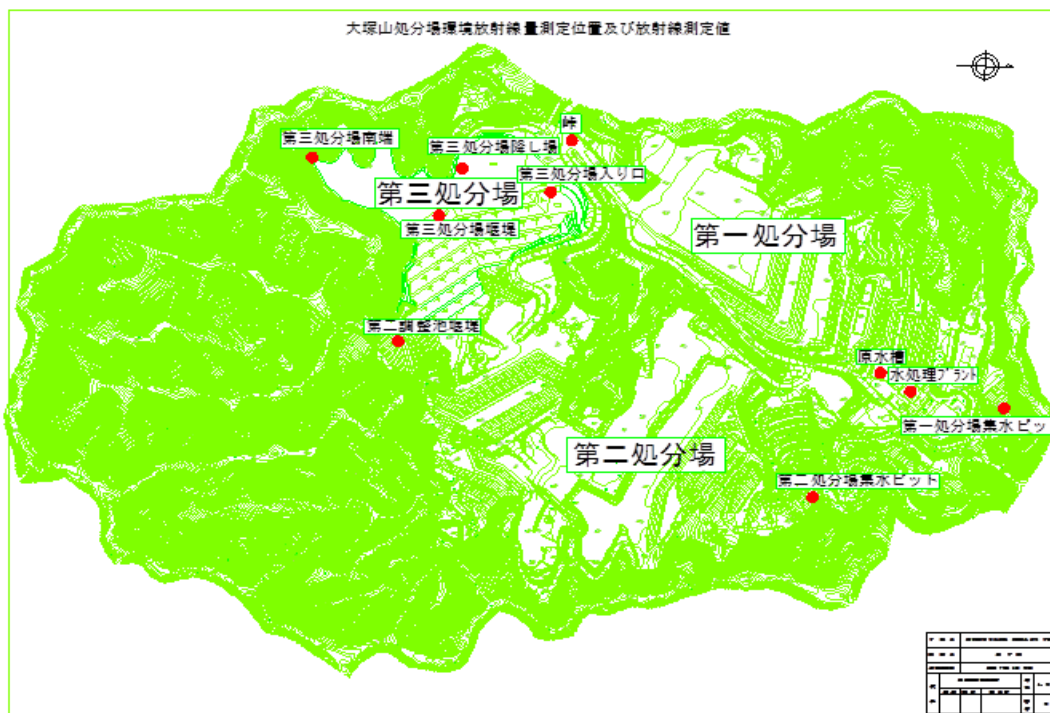 大塚山処分場環境放射線量測定位置及び放射線測定値
峠
第三処分場南端
第三処分場降し場
第三処分場入り口
第三処分場
第三処分場堰堤
第一処分場
第二調整池堰堤
原水槽
水処理プラント
第一処分場集水ピッ
第二処分場
第二処分場集水ピット